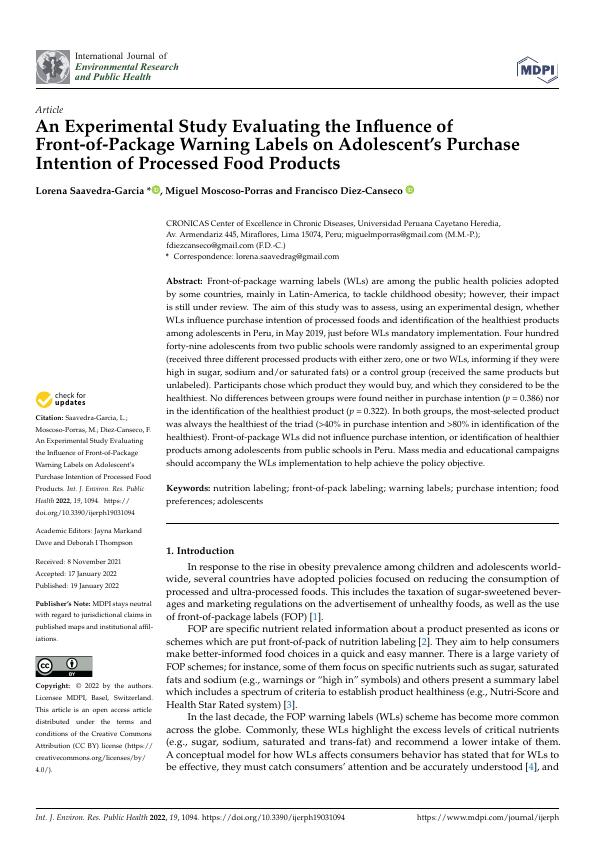 International Journal of
Environmental Research
and Public Health
MDPI
Article
An Experimental Study Evaluating the Influence of
Front-of-Package Warning Labels on Adolescent's Purchase
Intention of Processed Food Products
Lorena Saavedra-Garcia *, Miguel Moscoso-Porras and Francisco Diez-Canseco
CRONICAS Center of Excellence in Chronic Diseases, Universidad Peruana Cayetano Heredia,
Av. Armendariz 445, Miraflores, Lima 15074, Peru; miguelmporras@gmail.com (M.M.-P.);
fdiezcanseco@gmail.com (F.D.-C.)
* Correspondence: lorena.saavedrag@gmail.com
Abstract: Front-of-package warning labels (WLs) are among the public health policies adopted
by some countries, mainly in Latin-America, to tackle childhood obesity; however, their impact
is still under review. The aim of this study was to assess, using an experimental design, whether
WLs influence purchase intention of processed foods and identification of the healthiest products
among adolescents in Peru, in May 2019, just before WLs mandatory implementation. Four hundred
forty-nine adolescents from two public schools were randomly assigned to an experimental group
(received three different processed products with either zero, one or two WLs, informing if they were
high in sugar, sodium and/or saturated fats) or a control group (received the same products but
unlabeled). Participants chose which product they would buy, and which they considered to be the
healthiest. No differences between groups were found neither in purchase intention (p = 0.386) nor
in the identification of the healthiest product (p = 0.322). In both groups, the most-selected product
was always the healthiest of the triad (>40% in purchase intention and >80% in identification of the
healthiest). Front-of-package WLs did not influence purchase intention, or identification of healthier
products among adolescents from public schools in Peru. Mass media and educational campaigns
should accompany the WLs implementation to help achieve the policy objective.
Keywords: nutrition labeling; front-of-pack labeling; warning labels; purchase intention; food
preferences; adolescents
check for
updates
Citation: Saavedra-Garcia, L.;
Moscoso-Porras, M.; Diez-Canseco, F.
An Experimental Study Evaluating
the Influence of Front-of-Package
Warning Labels on Adolescent's
Purchase Intention of Processed Food
Products. Int. J. Environ. Res. Public
Health 2022, 19, 1094. https://
doi.org/10.3390/ijerph19031094
Academic Editors: Jayna Markand
Dave and Deborah I Thompson
Received: 8 November 2021
Accepted: 17 January 2022
Published: 19 January 2022
Publisher's Note: MDPI stays neutral
with regard to jurisdictional claims in
published maps and institutional affil-
iations.
CC BY
Copyright: © 2022 by the authors.
Licensee MDPI, Basel, Switzerland.
This article is an open access article
distributed under the terms and
conditions of the Creative Commons
Attribution (CC BY) license (https://
creativecommons.org/licenses/by/
4.0/).
1. Introduction
In response to the rise in obesity prevalence among children and adolescents world-
wide, several countries have adopted policies focused on reducing the consumption of
processed and ultra-processed foods. This includes the taxation of sugar-sweetened bever-
ages and marketing regulations on the advertisement of unhealthy foods, as well as the use
of front-of-package labels (FOP) [1].
FOP are specific nutrient related information about a product presented as icons or
schemes which are put front-of-pack of nutrition labeling [2]. They aim to help consumers
make better-informed food choices in a quick and easy manner. There is a large variety of
FOP schemes; for instance, some of them focus on specific nutrients such as sugar, saturated
fats and sodium (e.g., warnings or “high in” symbols) and others present a summary label
which includes a spectrum of criteria to establish product healthiness (e.g., Nutri-Score and
Health Star Rated system) [3].
In the last decade, the FOP warning labels (WLs) scheme has become more common
across the globe. Commonly, these WLs highlight the excess levels of critical nutrients
(e.g., sugar, sodium, saturated and trans-fat) and recommend a lower intake of them.
A conceptual model for how WLs affects consumers behavior has stated that for WLs to
be effective, they must catch consumers' attention and be accurately understood [4], and
Int. J. Environ. Res. Public Health 2022, 19, 1094. https://doi.org/10.3390/ijerph19031094
https://www.mdpi.com/journal/ijerph